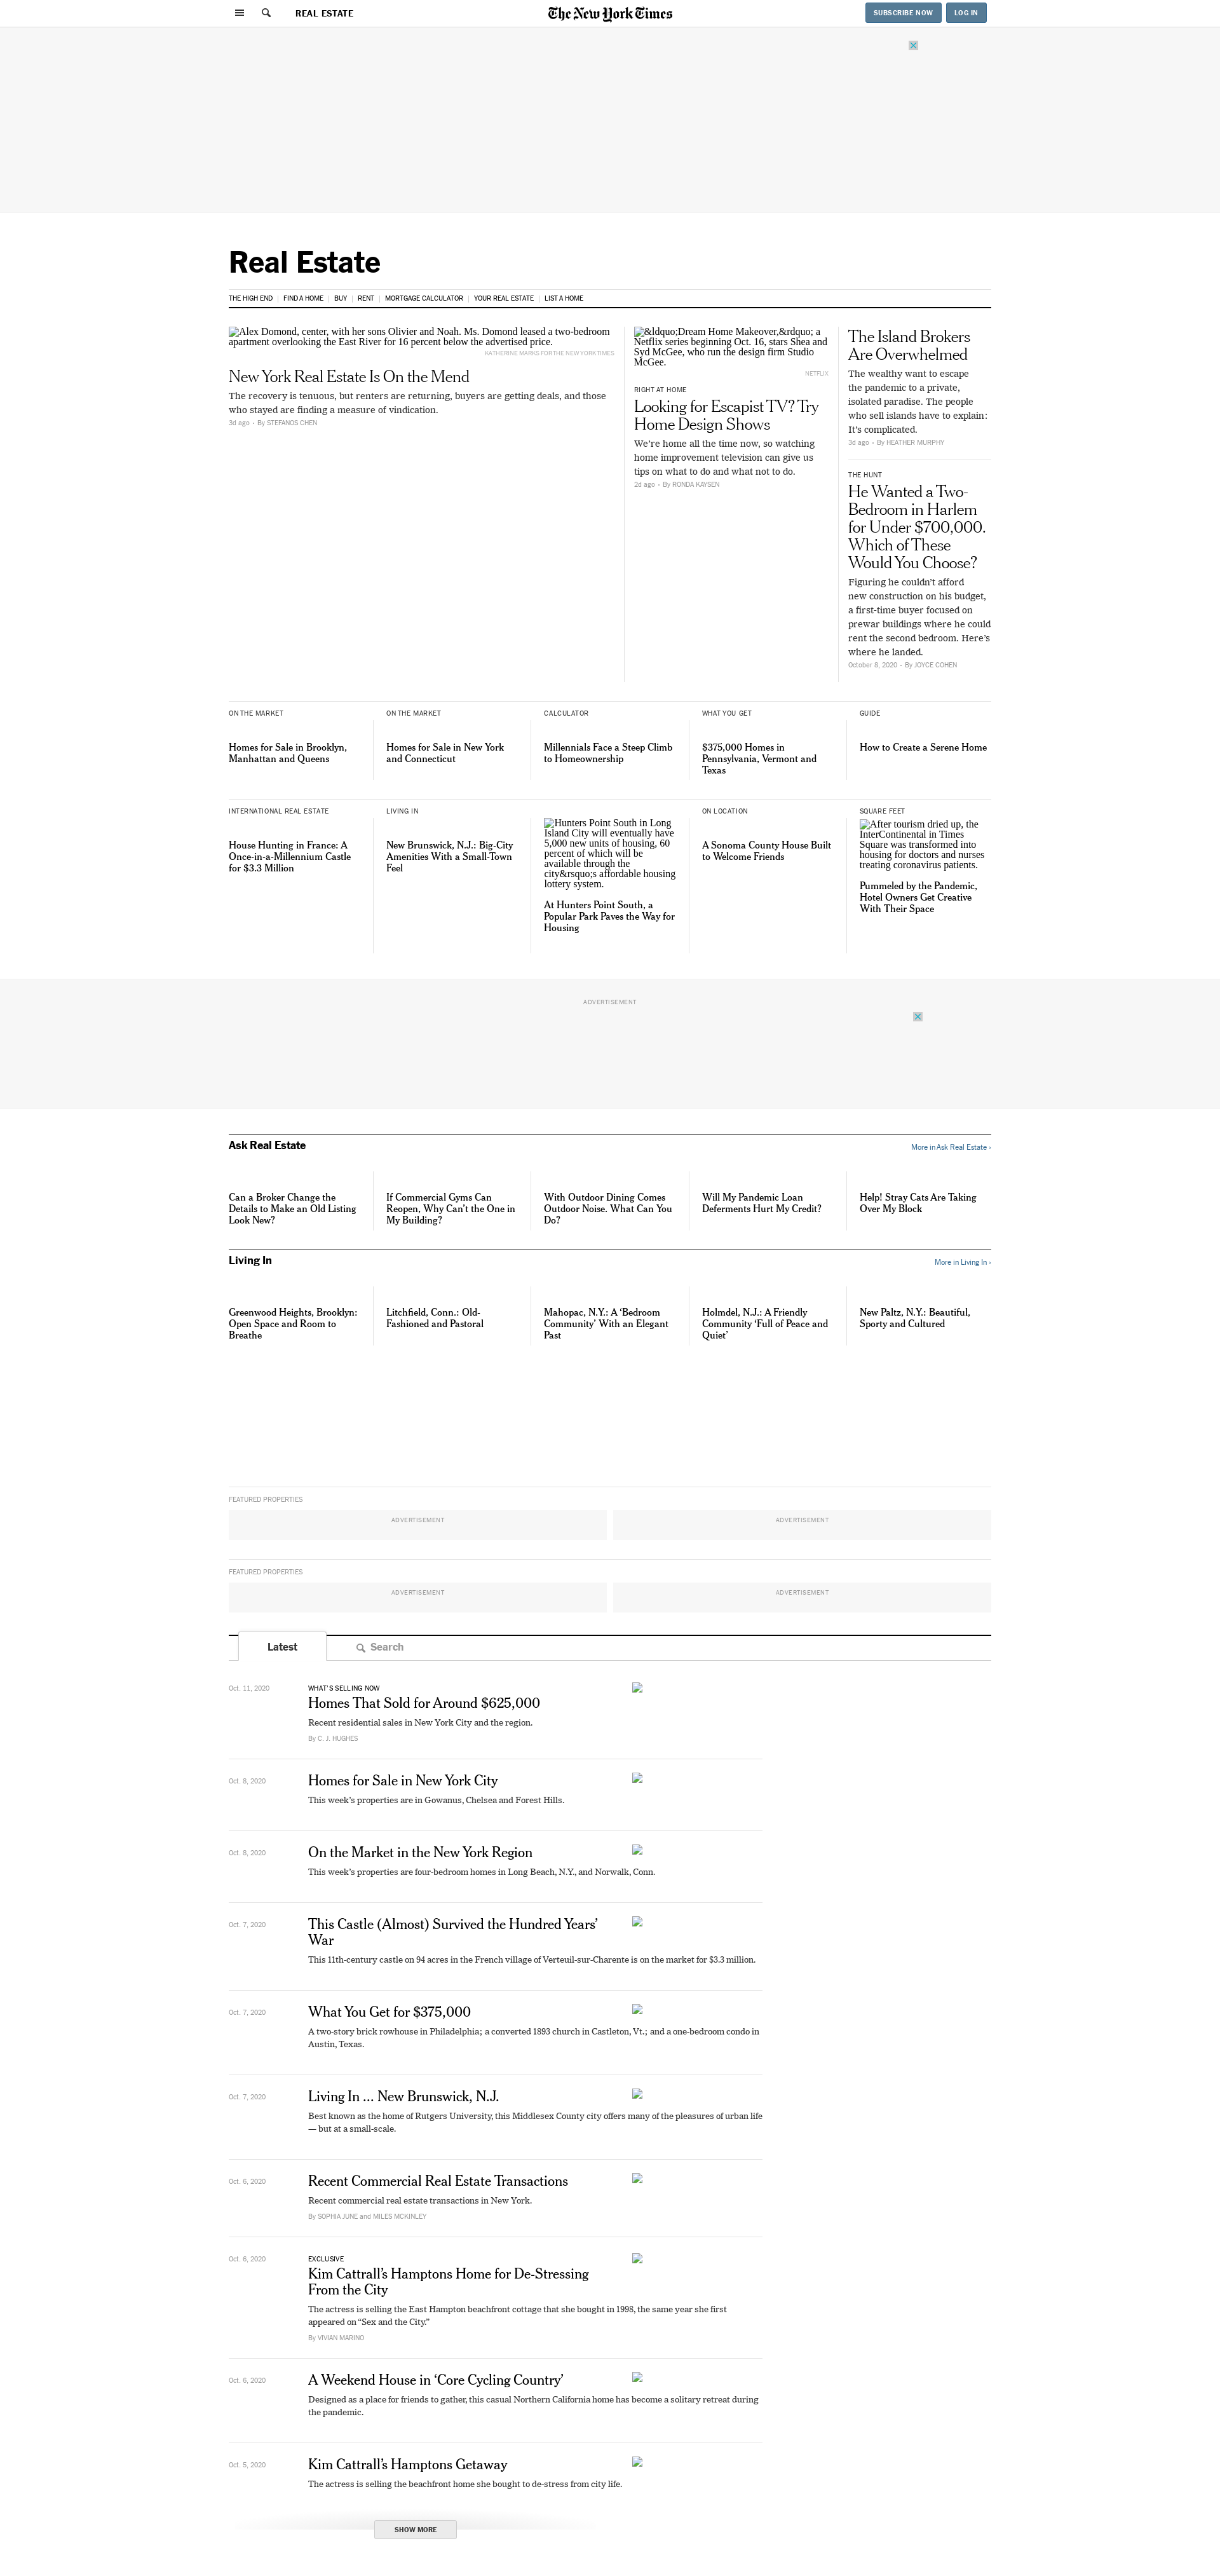 REAL ESTATE
The New York Times
SUBSCRIBE NOW
LOG IN
Real Estate
THE HIGH END
FIND A HOME
BUY
RENT
MORTGAGE CALCULATOR
YOUR REAL ESTATE
LIST A HOME
Alex Domond, center, with her sons Olivier and Noah. Ms. Domond leased a two-bedroom
apartment overlooking the East River for 16 percent below the advertised price.
KATHERINE MARKS FOR THE NEW YORK TIMES
New York Real Estate Is On the Mend
The recovery is tenuous, but renters are returning, buyers are getting deals, and those
who stayed are finding a measure of vindication.
3d ago • By STEFANOS CHEN
&ldquo;Dream Home Makeover,&rdquo; a
Netflix series beginning Oct. 16, stars Shea and
Syd McGee, who run the design firm Studio
McGee.
NETFLIX
RIGHT AT HOME
Looking for Escapist TV? Try
Home Design Shows
We’re home all the time now, so watching
home improvement television can give us
tips on what to do and what not to do.
2d ago • By RONDA KAYSEN
The Island Brokers
Are Overwhelmed
The wealthy want to escape
the pandemic to a private,
isolated paradise. The people
who sell islands have to explain:
It’s complicated.
3d ago • By HEATHER MURPHY
THE HUNT
He Wanted a Two-
Bedroom in Harlem
for Under $700,000.
Which of These
Would You Choose?
Figuring he couldn’t afford
new construction on his budget,
a first-time buyer focused on
prewar buildings where he could
rent the second bedroom. Here’s
where he landed.
October 8, 2020 • By JOYCE COHEN
ON THE MARKET
Homes for Sale in Brooklyn,
Manhattan and Queens
ON THE MARKET
Homes for Sale in New York
and Connecticut
CALCULATOR
Millennials Face a Steep Climb
to Homeownership
WHAT YOU GET
$375,000 Homes in
Pennsylvania, Vermont and
Texas
GUIDE
How to Create a Serene Home
INTERNATIONAL REAL ESTATE
House Hunting in France: A
Once-in-a-Millennium Castle
for $3.3 Million
LIVING IN
New Brunswick, N.J.: Big-City
Amenities With a Small-Town
Feel
Hunters Point South in Long
Island City will eventually have
5,000 new units of housing, 60
percent of which will be
available through the
city&rsquo;s affordable housing
lottery system.
At Hunters Point South, a
Popular Park Paves the Way for
Housing
ON LOCATION
A Sonoma County House Built
to Welcome Friends
SQUARE FEET
After tourism dried up, the
InterContinental in Times
Square was transformed into
housing for doctors and nurses
treating coronavirus patients.
Pummeled by the Pandemic,
Hotel Owners Get Creative
With Their Space
ADVERTISEMENT
Ask Real Estate
More in Ask Real Estate ›
Can a Broker Change the
Details to Make an Old Listing
Look New?
If Commercial Gyms Can
Reopen, Why Can’t the One in
My Building?
With Outdoor Dining Comes
Outdoor Noise. What Can You
Do?
Will My Pandemic Loan
Deferments Hurt My Credit?
Help! Stray Cats Are Taking
Over My Block
Living In
More in Living In ›
Greenwood Heights, Brooklyn:
Open Space and Room to
Breathe
Litchfield, Conn.: Old-
Fashioned and Pastoral
Mahopac, N.Y.: A ‘Bedroom
Community’ With an Elegant
Past
Holmdel, N.J.: A Friendly
Community ‘Full of Peace and
Quiet’
New Paltz, N.Y.: Beautiful,
Sporty and Cultured
FEATURED PROPERTIES
ADVERTISEMENT
ADVERTISEMENT
FEATURED PROPERTIES
ADVERTISEMENT
ADVERTISEMENT
Latest
Search
Oct. 11, 2020
WHAT'S SELLING NOW
Homes That Sold for Around $625,000
Recent residential sales in New York City and the region.
By C. J. HUGHES
Oct. 8, 2020
Homes for Sale in New York City
This week’s properties are in Gowanus, Chelsea and Forest Hills.
Oct. 8, 2020
On the Market in the New York Region
This week’s properties are four-bedroom homes in Long Beach, N.Y., and Norwalk, Conn.
Oct. 7, 2020
This Castle (Almost) Survived the Hundred Years’
War
This 11th-century castle on 94 acres in the French village of Verteuil-sur-Charente is on the market for $3.3 million.
Oct. 7, 2020
What You Get for $375,000
A two-story brick rowhouse in Philadelphia; a converted 1893 church in Castleton, Vt.; and a one-bedroom condo in
Austin, Texas.
Oct. 7, 2020
Living In ... New Brunswick, N.J.
Best known as the home of Rutgers University, this Middlesex County city offers many of the pleasures of urban life
— but at a small-scale.
Oct. 6, 2020
Recent Commercial Real Estate Transactions
Recent commercial real estate transactions in New York.
By SOPHIA JUNE and MILES MCKINLEY
Oct. 6, 2020
EXCLUSIVE
Kim Cattrall’s Hamptons Home for De-Stressing
From the City
The actress is selling the East Hampton beachfront cottage that she bought in 1998, the same year she first
appeared on “Sex and the City.”
By VIVIAN MARINO
Oct. 6, 2020
A Weekend House in ‘Core Cycling Country’
Designed as a place for friends to gather, this casual Northern California home has become a solitary retreat during
the pandemic.
Oct. 5, 2020
Kim Cattrall’s Hamptons Getaway
The actress is selling the beachfront home she bought to de-stress from city life.
SHOW MORE